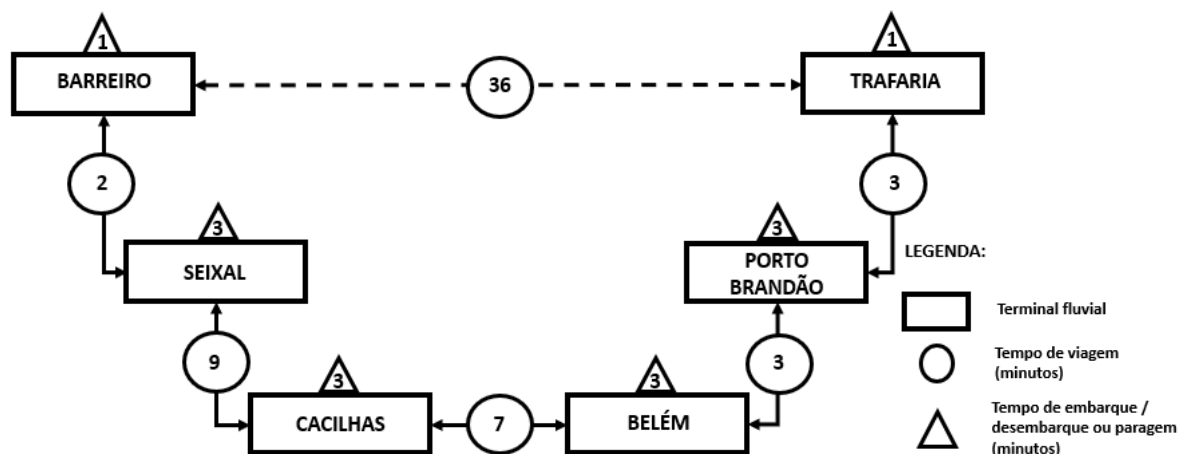 1
BARREIRO
36
1
TRAFARIA
2
3
3
SEIXAL
3
PORTO
BRANDÃO
LEGENDA:
Terminal fluvial
9
3
CACILHAS
7
3
BELÉM
3
Tempo de viagem
(minutos)
Tempo de embarque /
desembarque ou paragem
(minutos)